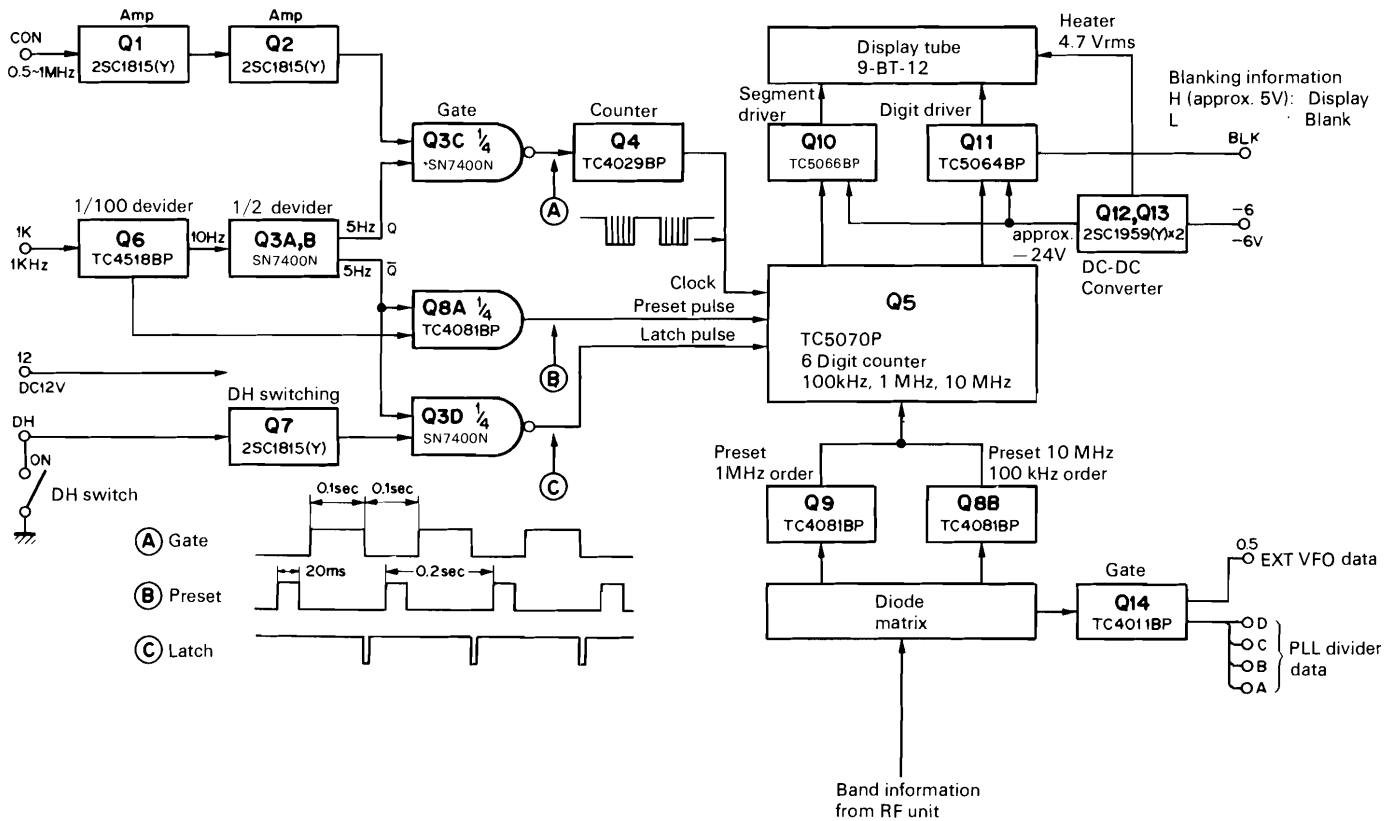 Amp
Amp
CON
0.5~1MHz
Q1
2SC1815(Y)
Q2
2SC1815(Y)
Gate
Q3C 1/4
SN7400N
Counter
Q4
TC4029BP
A
1/100 devider
1/2 devider
1K
1KHz
Q6
TC4518BP
10Hz
Q3A,B
SN7400N
5Hz Q
5Hz Q̅
Q8A 1/4
TC4081BP
B
12
DC12V
DH switching
DH
ON
DH switch
Q7
2SC1815(Y)
Q3D 1/4
SN7400N
C
Clock
Preset pulse
Latch pulse
Display tube
9-BT-12
Heater
4.7 Vrms
Segment
driver
Digit driver
Q10
TC5066BP
Q11
TC5064BP
Blanking information
H (approx. 5V): Display
L : Blank
BLK
Q12,Q13
2SC1959(Y)×2
-6
-6V
approx.
-24V
DC-DC
Converter
Q5
TC5070P
6 Digit counter
100kHz, 1 MHz, 10 MHz
Preset
1MHz order
Preset 10 MHz
100 kHz order
Q9
TC4081BP
Q8B
TC4081BP
Diode
matrix
Gate
Q14
TC4011BP
0.5
EXT VFO data
D
C
B
A
PLL divider
data
Band information
from RF unit
0.1sec 0.1sec
A Gate
20ms 0.2sec
B Preset
C Latch